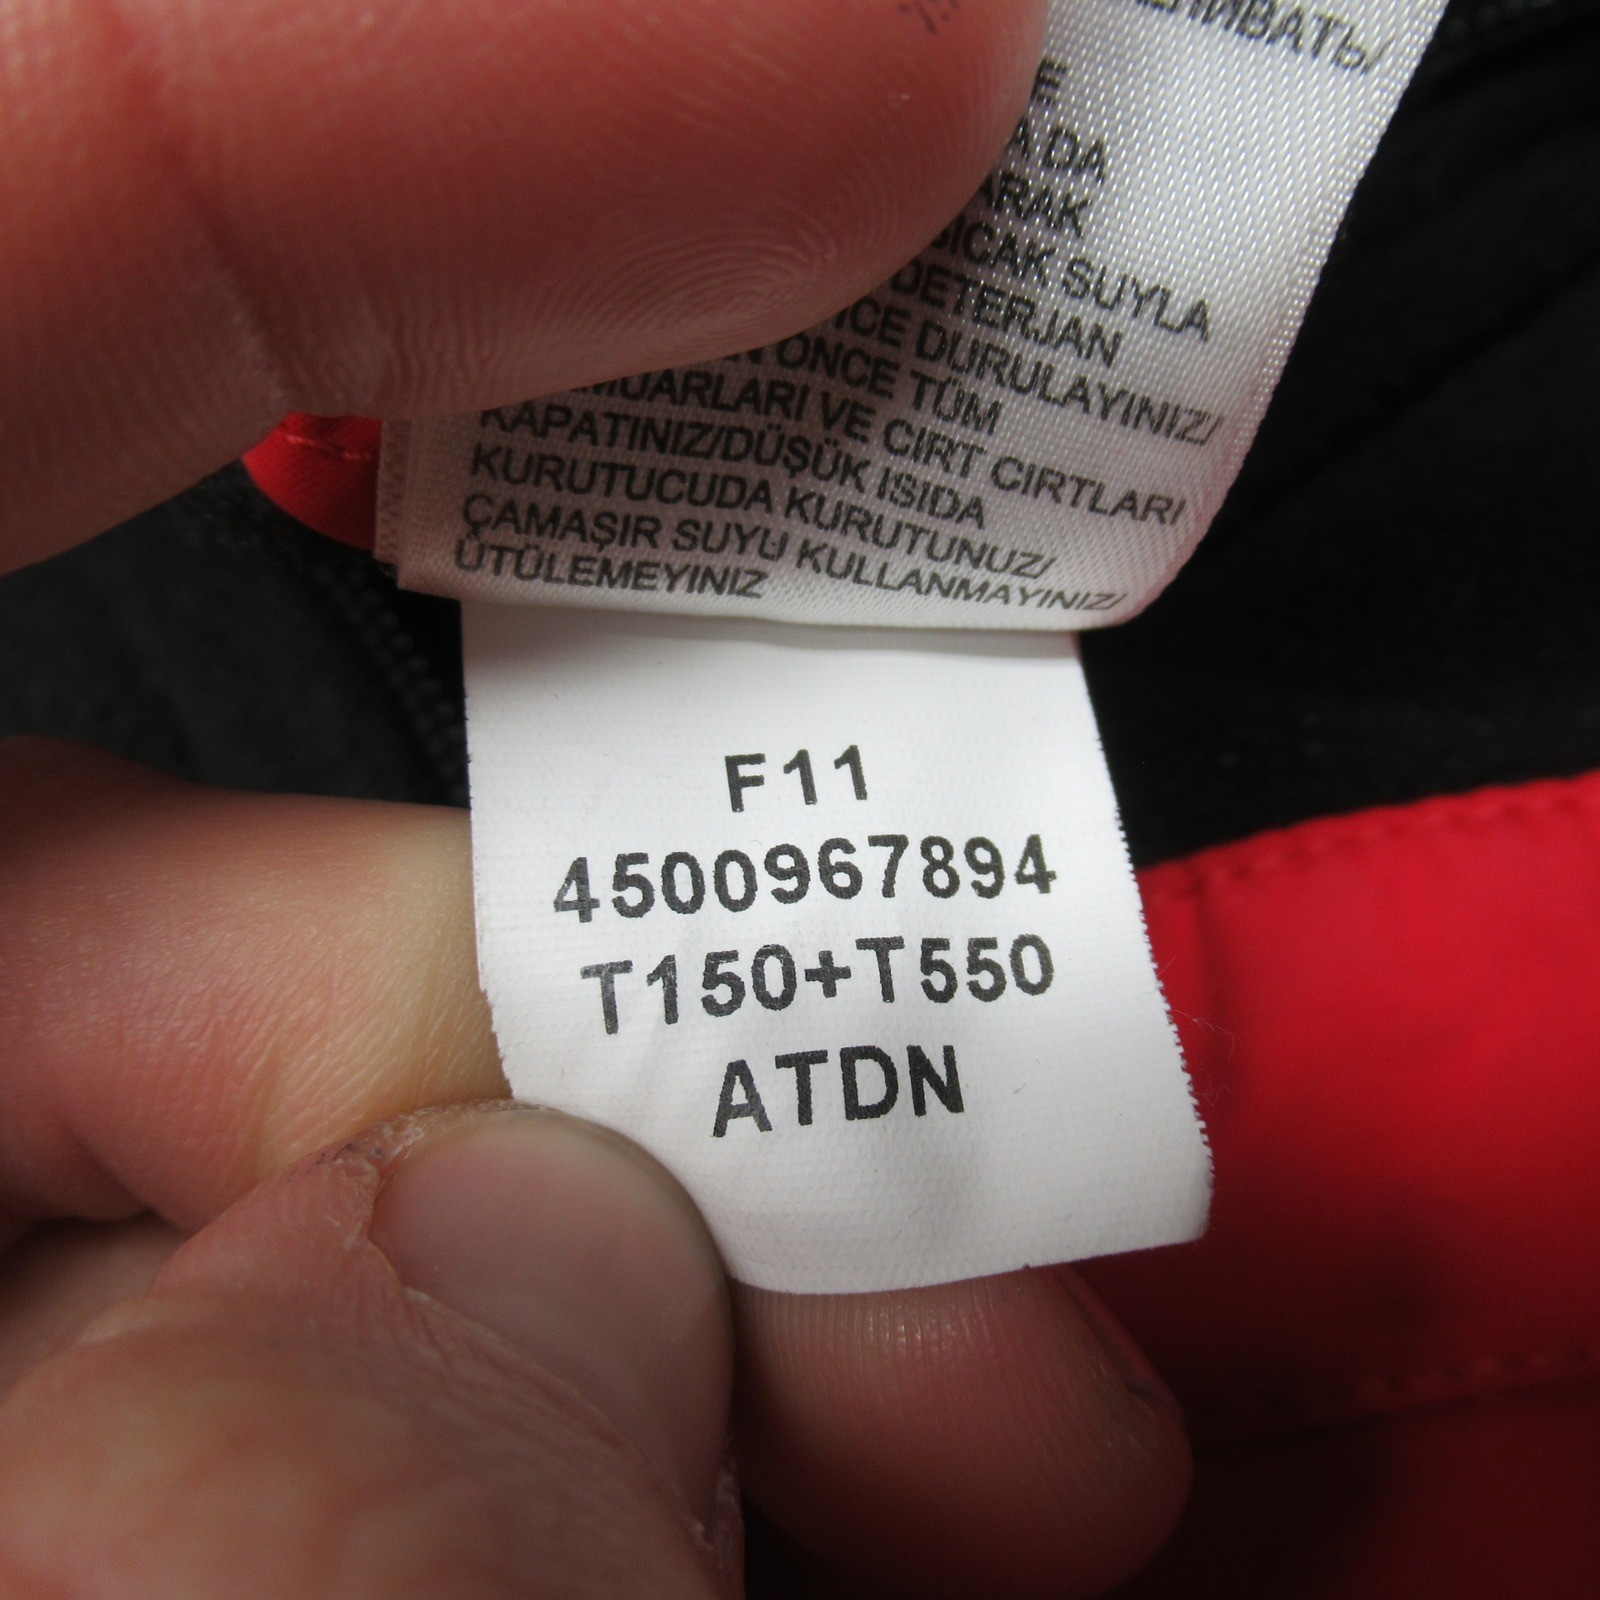 E
DA
ARAK
SICAK SUYLA
DETERJAN
DURULAYINIZ/
ÖNCE TÜM
VE CIRT CIRTLARI
KAPATINIZ/DÜŞÜK ISIDA
KURUTUCUDA KURUTUNUZ/
ÇAMAŞIR SUYU KULLANMAYINIZ/
ÜTÜLEMEYINIZ
F11
4500967894
T150+T550
ATDN